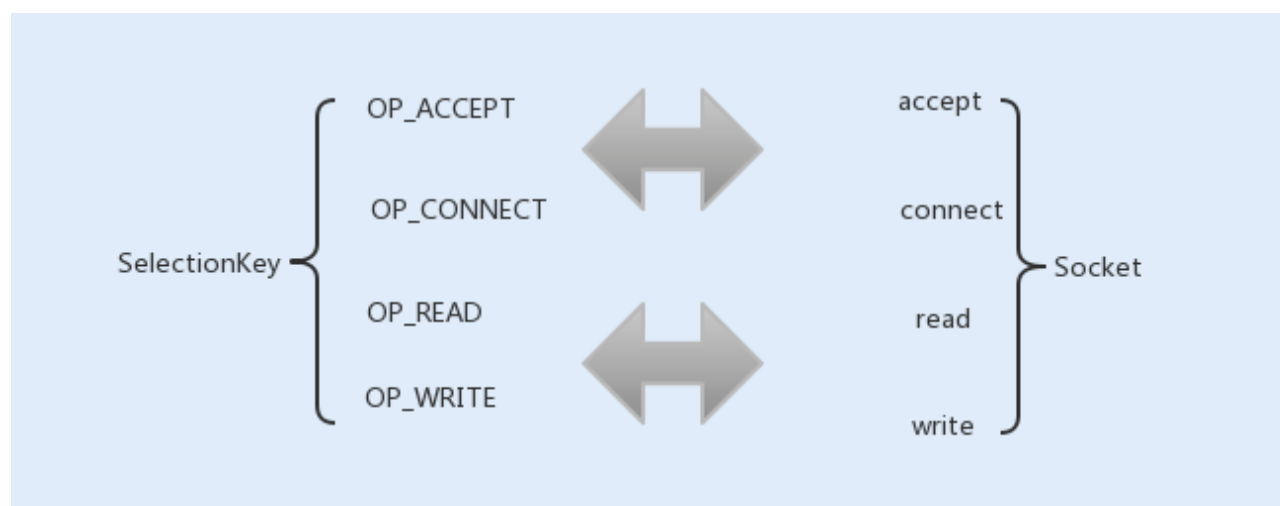 OP_ACCEPT
accept
OP_CONNECT
connect
SelectionKey
Socket
OP_READ
read
OP_WRITE
write